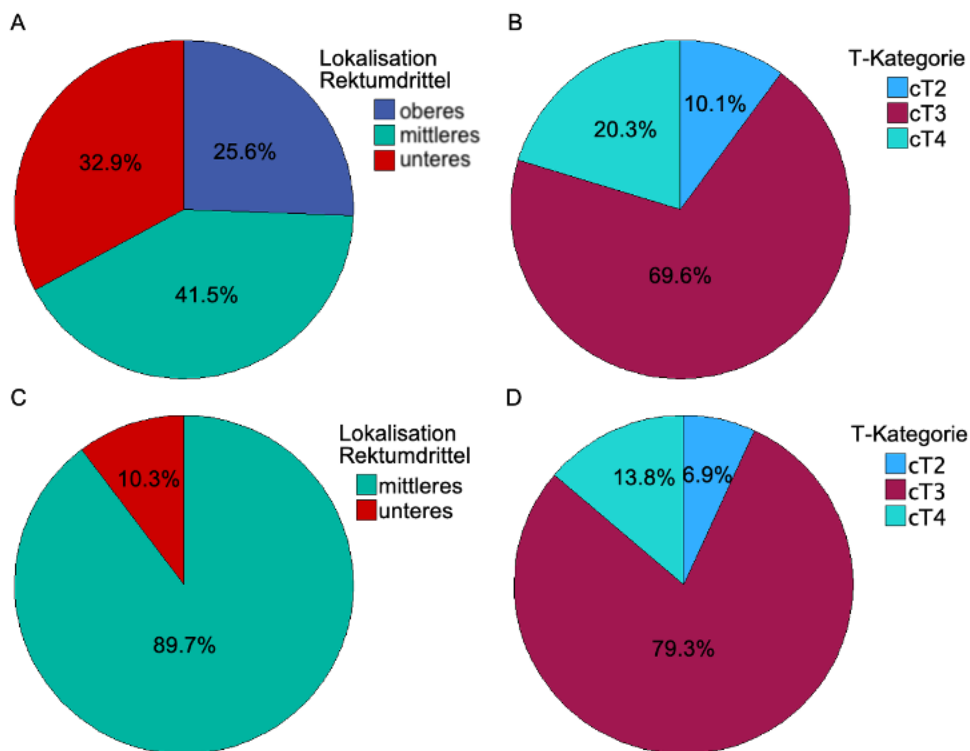 A
Lokalisation
Rektumdrittel
oberes
mittleres
unteres
25.6%
32.9%
41.5%
B
T-Kategorie
cT2
cT3
cT4
10.1%
20.3%
69.6%
C
Lokalisation
Rektumdrittel
mittleres
unteres
10.3%
89.7%
D
T-Kategorie
cT2
cT3
cT4
6.9%
13.8%
79.3%